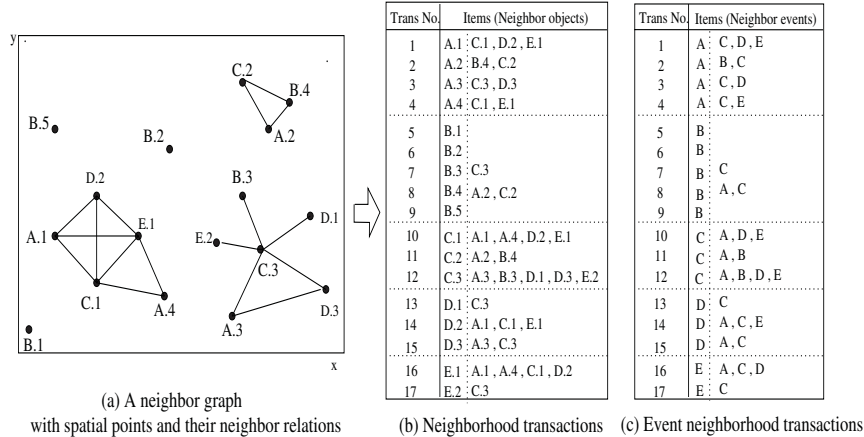 y
C.2
B.4
A.2
B.5
B.2
D.2
B.3
D.1
A.1
E.1
E.2
C.3
C.1
A.4
D.3
A.3
B.1
x
(a) A neighbor graph
with spatial points and their neighbor relations
Trans No. Items (Neighbor objects)
1 A.1 C.1 , D.2 , E.1
2 A.2 B.4 , C.2
3 A.3 C.3 , D.3
4 A.4 C.1 , E.1
5 B.1
6 B.2
7 B.3 C.3
8 B.4 A.2, C.2
9 B.5
10 C.1 A.1 , A.4 , D.2 , E.1
11 C.2 A.2 , B.4
12 C.3 A.3 , B.3 , D.1 , D.3 , E.2
13 D.1 C.3
14 D.2 A.1 , C.1 , E.1
15 D.3 A.3 , C.3
16 E.1 A.1 , A.4 , C.1 , D.2
17 E.2 C.3
(b) Neighborhood transactions
Trans No. Items (Neighbor events)
1 A C , D , E
2 A B , C
3 A C , D
4 A C , E
5 B
6 B
7 B C
8 B A , C
9 B
10 C A , D , E
11 C A , B
12 C A , B , D , E
13 D C
14 D A , C , E
15 D A , C
16 E A , C , D
17 E C
(c) Event neighborhood transactions